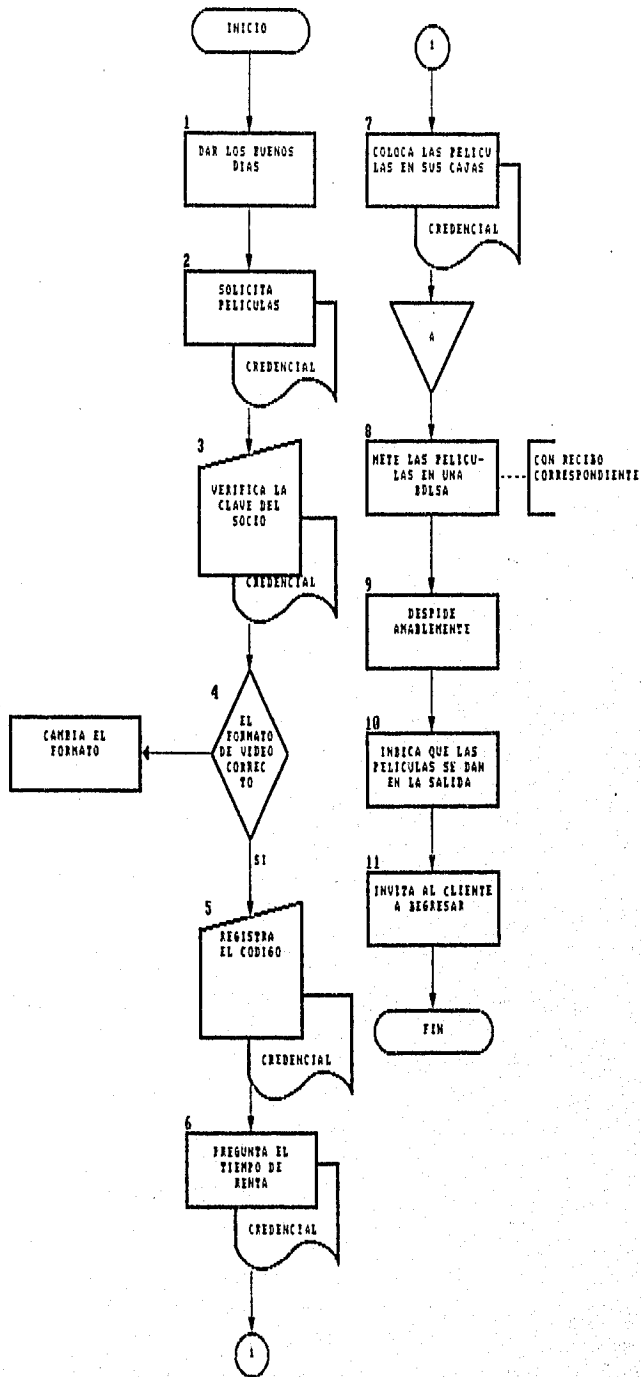 INICIO
1
DAR LOS BUENOS
DIAS
2
SOLICITA
PELICULAS
CREDENCIAL
3
VERIFICA LA
CLAVE DEL
SOCIO
CREDENCIAL
4
EL
FORMATO
DE VIDEO
CORREC
TO
CAMBIA EL
FORMATO
SI
5
REGISTRA
EL CODIGO
CREDENCIAL
6
PREGUNTA EL
TIEMPO DE
RENTA
CREDENCIAL
1
1
7
COLOCA LAS PELICU
LAS EN SUS CAJAS
CREDENCIAL
A
8
METE LAS PELICU-
LAS EN UNA
BOLSA
CON RECIBO
CORRESPONDIENTE
9
DESPIDE
AMABLEMENTE
10
INDICA QUE LAS
PELICULAS SE DAN
EN LA SALIDA
11
INVITA AL CLIENTE
A REGRESAR
FIN